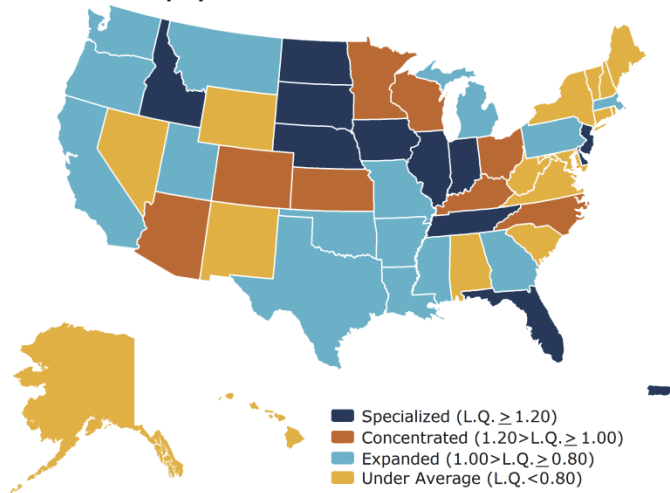 Specialized (L.Q. ≥ 1.20)
Concentrated (1.20>L.Q. ≥ 1.00)
Expanded (1.00>L.Q. ≥ 0.80)
Under Average (L.Q.<0.80)